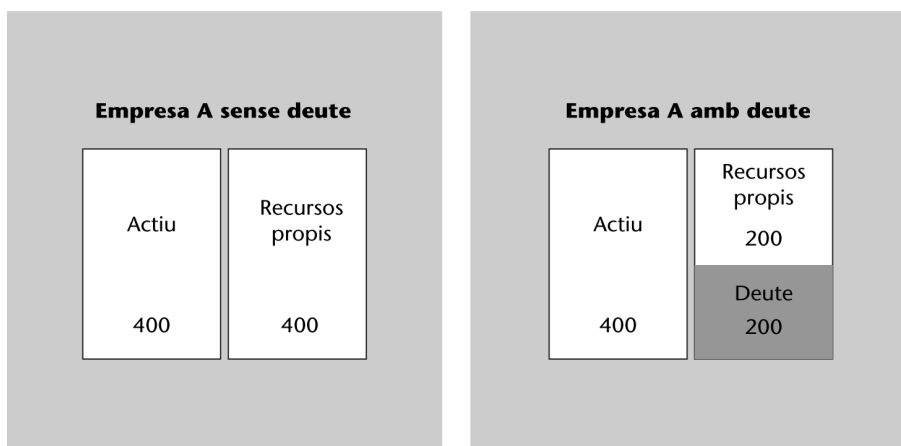 Empresa A sense deute
Actiu
400
Recursos
propis
400
Empresa A amb deute
Actiu
400
Recursos
propis
200
Deute
200